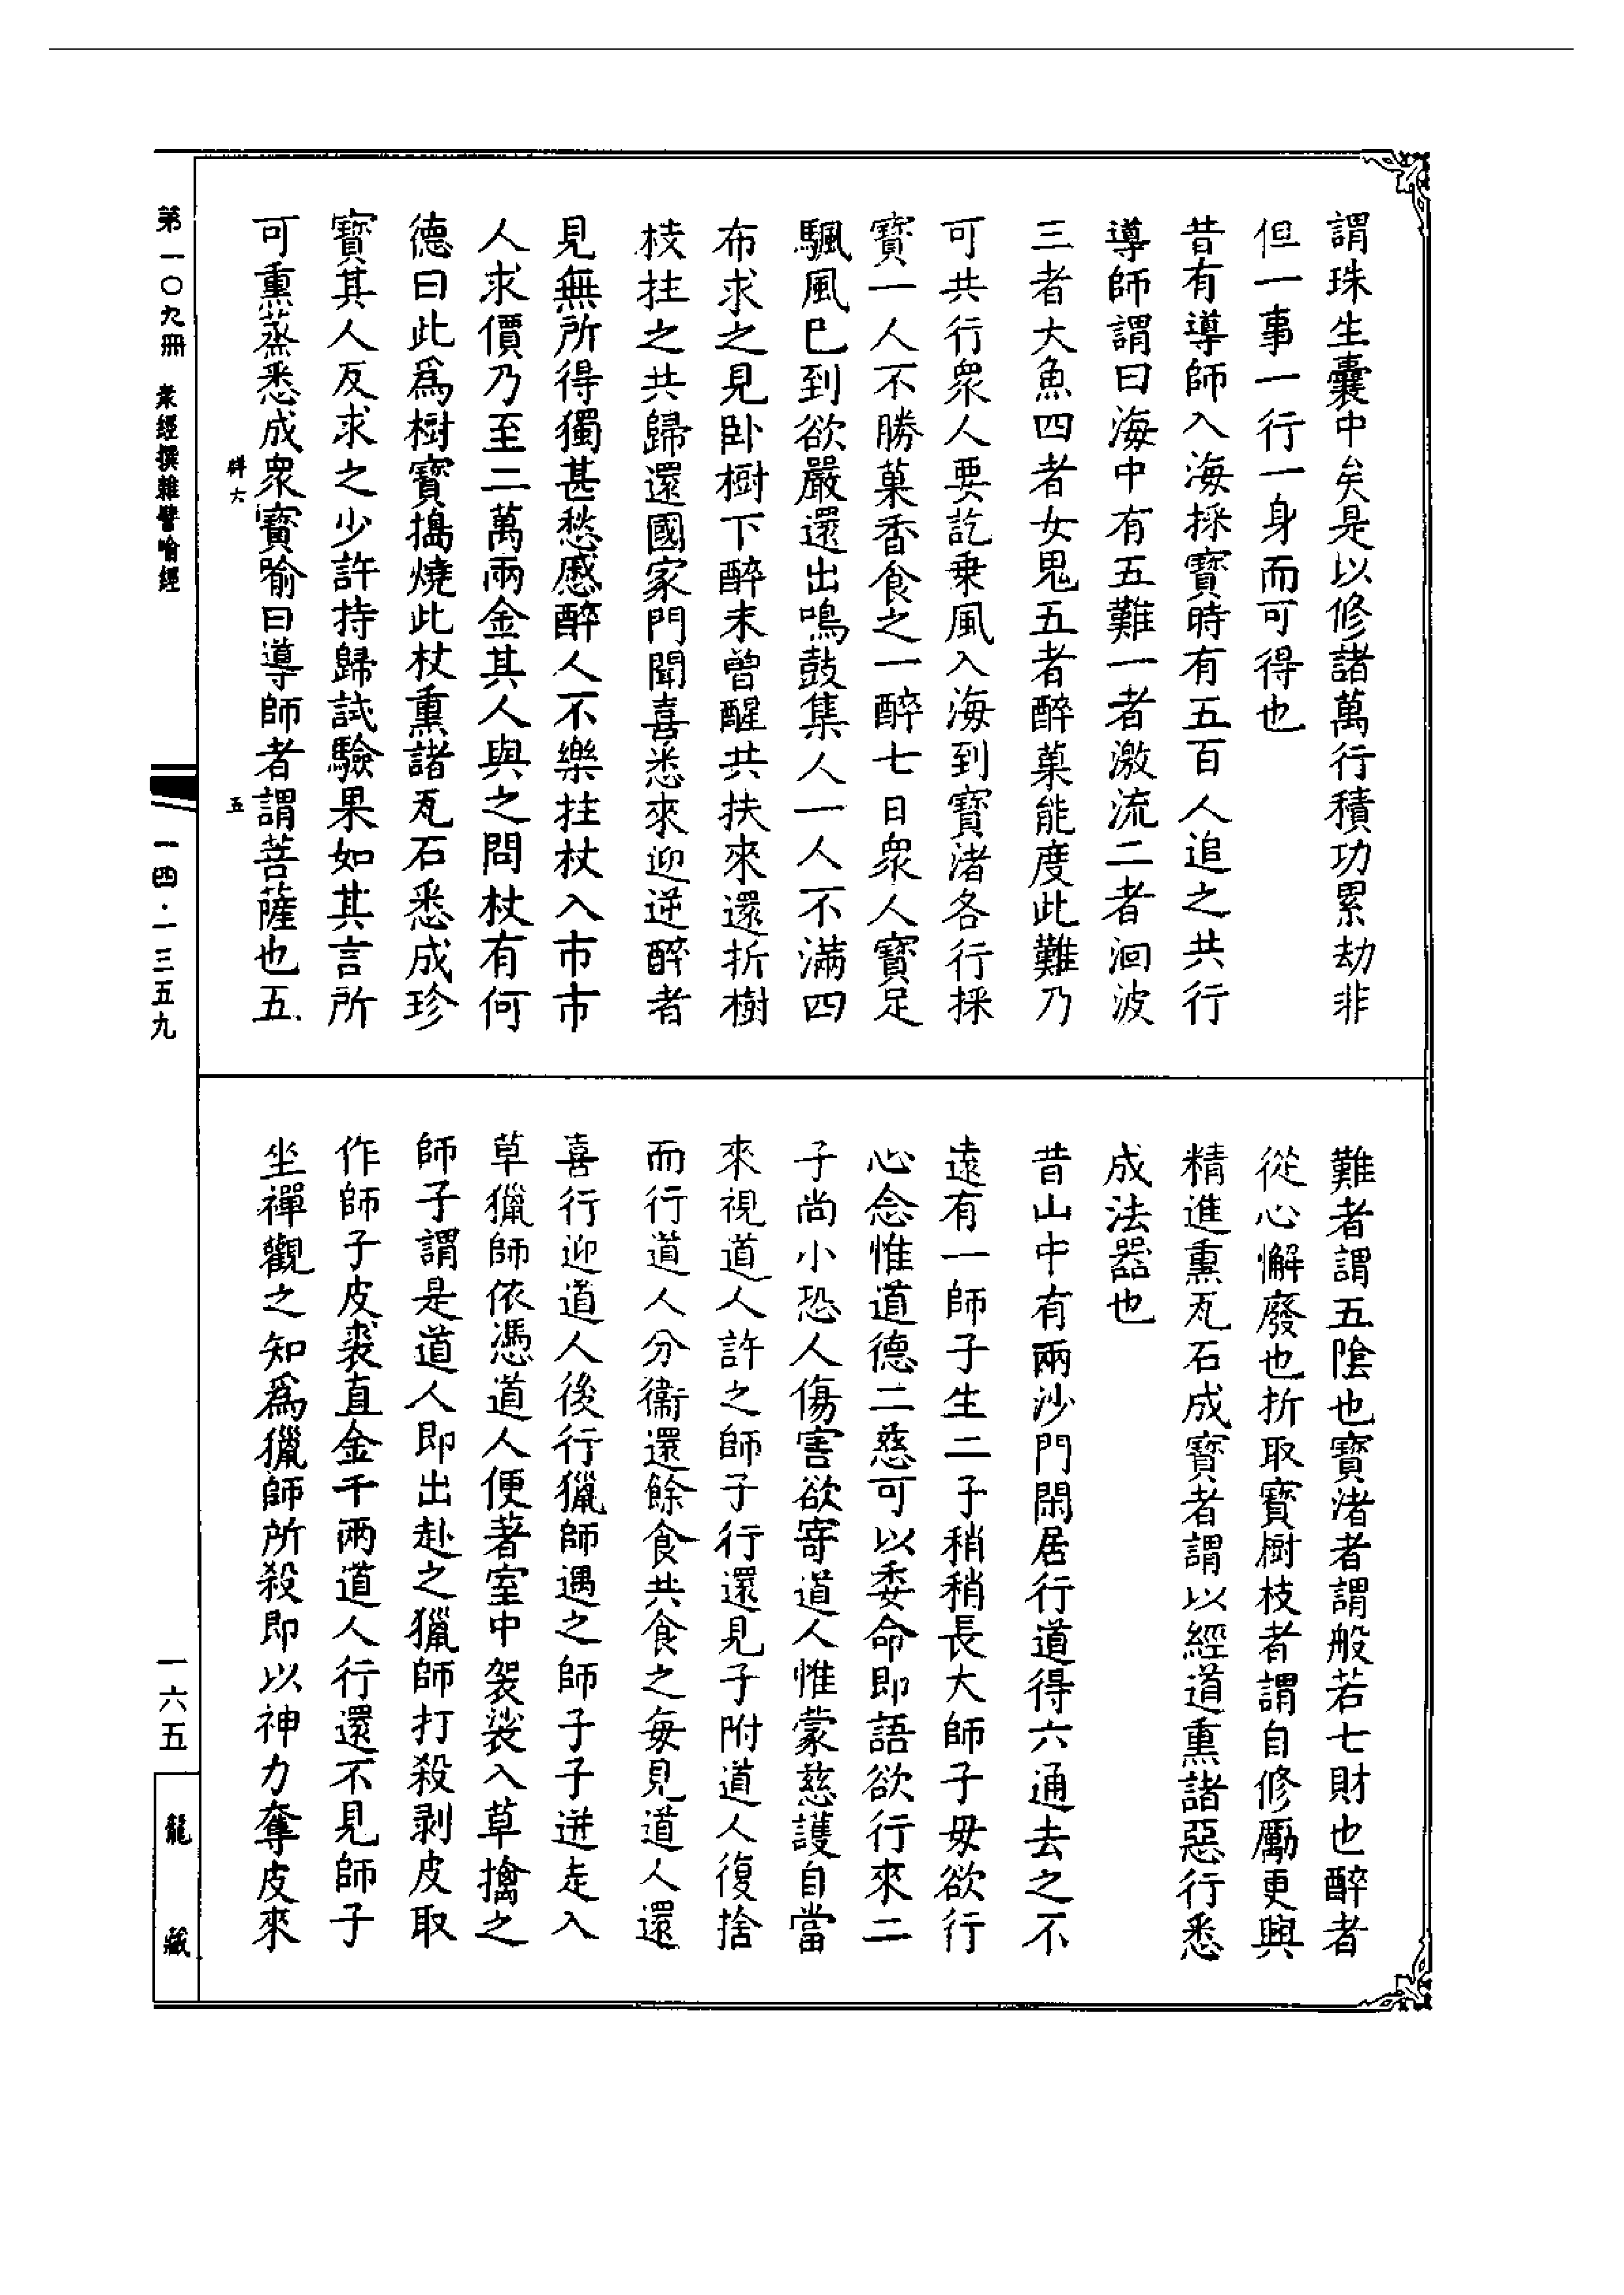 謂珠生囊中矣是以修諸萬行積功累劫非
但一事一行一身而可得也
昔有導師入海採寶時有五百人追之共行
導師謂曰海中有五難一者激流二者洄波
三者大魚四者女鬼五者醉菓能度此難乃
可共行眾人要訖乗風入海到寶渚各行採
寶一人不勝菓香食之一醉七日眾人寶足
颿風巳到欲嚴還出鳴鼓集人一人不滿四
布求之見卧樹下醉未曾醒共扶來還折樹
枝拄之共歸還國家門聞喜悉來迎逆醉者
見無所得獨甚愁慼醉人不樂拄杖入市市
人求價乃至二萬兩金其人與之問杖有何
德曰此爲樹寶搗燒此杖熏諸瓦石悉成珍
寶其人反求之少許持歸試驗果如其言所
可熏蒸悉成眾寶喻曰導師者謂菩薩也五
難者謂五陰也寶渚者謂般若七財也醉者
從心懈廢也折取寶樹枝者謂自修勵更與
精進熏瓦石成寶者謂以經道熏諸惡行悉
成法器也
昔山中有兩沙門閑居行道得六通去之不
遠有一師子生二子稍稍長大師子毋欲行
心念惟道德二慈可以委命即語欲行來二
子尚小恐人傷害欲寄道人惟蒙慈護自當
來視道人許之師子行還見子附道人復捨
而行道人分衞還餘食共食之每見道人還
喜行迎道人後行獵師遇之師子子迸走入
草獵師依憑道人便著室中袈裟入草擒之
師子謂是道人即出赴之獵師打殺剥皮取
作師子皮裘直金千兩道人行還不見師子
坐禪觀之知爲獵師所殺即以神力奪皮來
群六
五
第一〇九冊　衆經撰雜譬喻經
一四·一三五九
一六五
龍藏